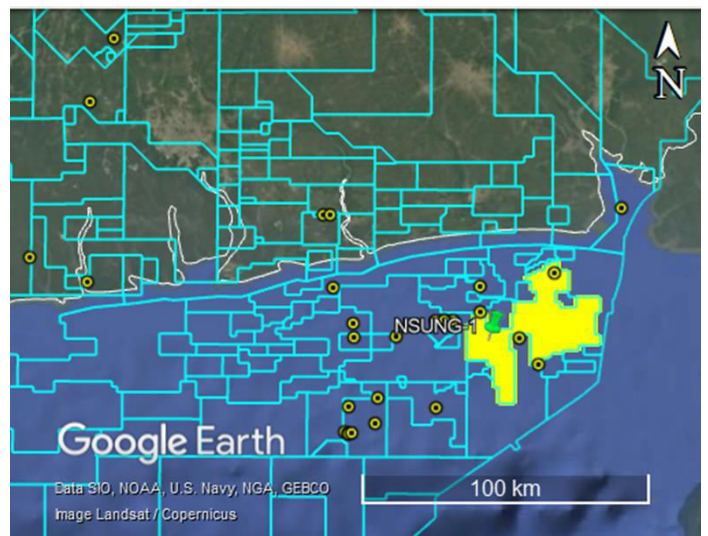 N
NSUNG-1
Google Earth
Data SIO, NOAA, U.S. Navy, NGA, GEBCO
Image Landsat / Copernicus
100 km